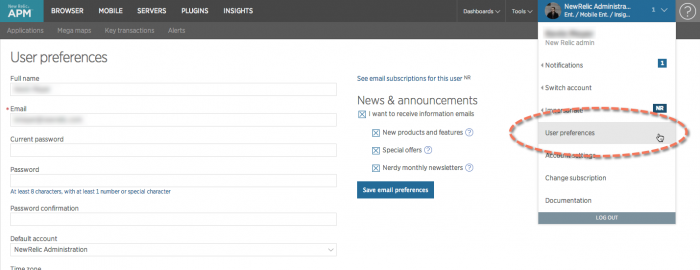 New Relic.
APM
BROWSER
MOBILE
SERVERS
PLUGINS
INSIGHTS
Dashboards
Tools
NewRelic Administra...
Ent. / Mobile Ent. / Insig...
1
?
Applications
Mega maps
Key transactions
Alerts
User preferences
Full name
* Email
Current password
Password
At least 8 characters, with at least 1 number or special character
Password confirmation
Default account
NewRelic Administration
Time zone
See email subscriptions for this user NR
News & announcements
I want to receive information emails
New products and features ?
Special offers ?
Nerdy monthly newsletters ?
Save email preferences
New Relic admin
Notifications
1
Switch account
Impersonate
NR
User preferences
Account settings
Change subscription
Documentation
LOG OUT